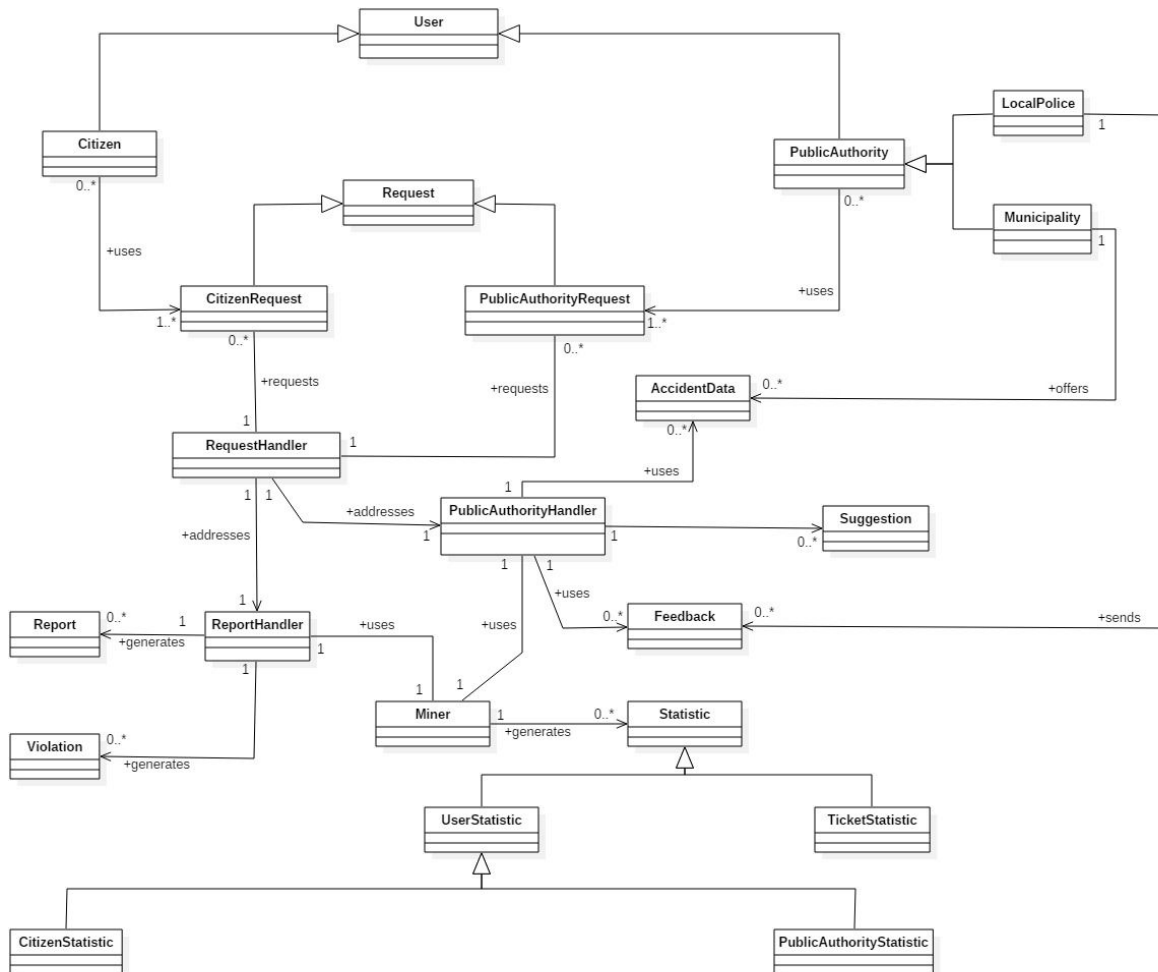 User
LocalPolice
1
Citizen
0..*
PublicAuthority
0..*
Request
Municipality
1
+uses
CitizenRequest
1..*
0..*
PublicAuthorityRequest
1..*
0..*
+uses
+requests
+requests
AccidentData
0..*
0..*
+offers
1
RequestHandler
1
1
1
+uses
1
+addresses
PublicAuthorityHandler
1
1
1
1
Suggestion
0..*
+addresses
+uses
1
Report
0..*
1
+generates
ReportHandler
1
1
+uses
+uses
0..*
Feedback
0..*
+sends
1
1
Miner
1
+generates
0..*
Statistic
Violation
0..*
+generates
UserStatistic
TicketStatistic
CitizenStatistic
PublicAuthorityStatistic